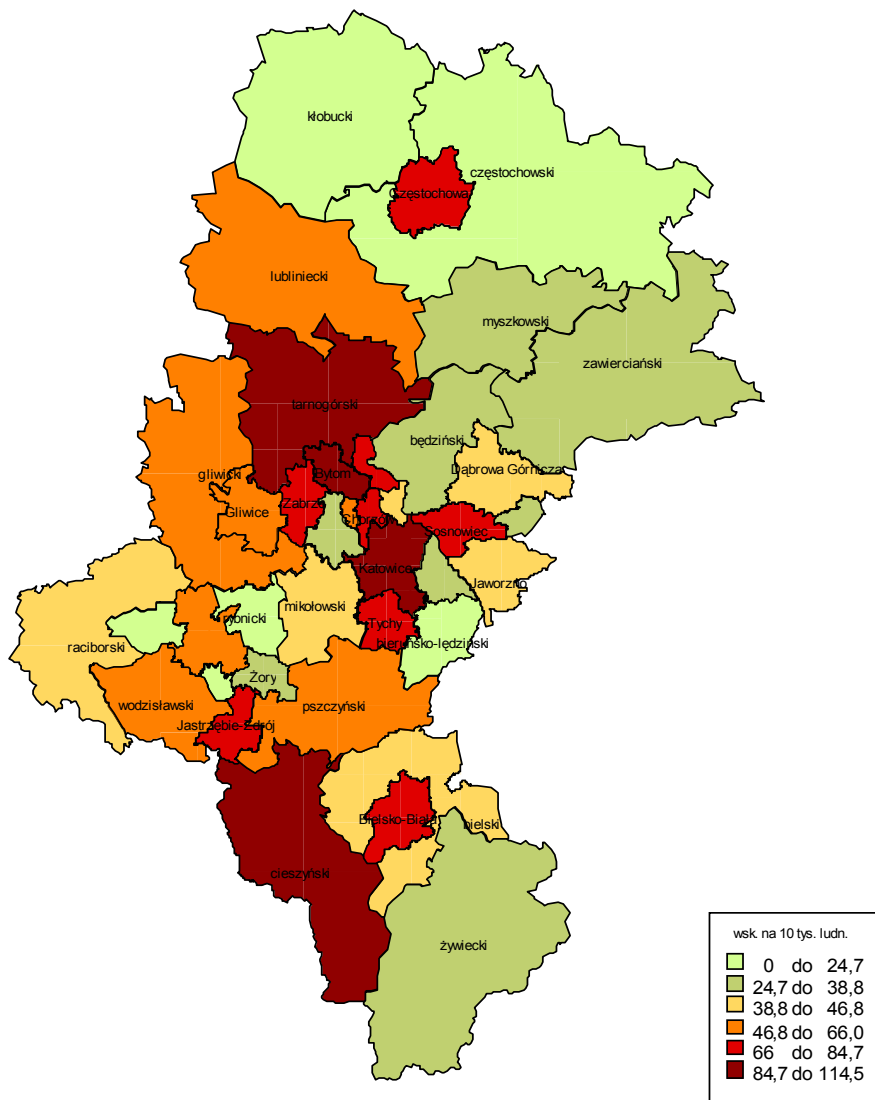 kłobucki
częstochowski
Częstochowa
lubliniecki
myszkowski
zawierciański
tarnogórski
będziński
Dąbrowa Górnicza
gliwicki
Bytom
Zabrze
Gliwice
Chorzów
Sosnowiec
Katowice
Jaworzno
mikołowski
rybnicki
Tychy
bieruńsko-lędziński
raciborski
Żory
wodzisławski
pszczyński
Jastrzębie-Zdrój
Bielsko-Biała
bielski
cieszyński
żywiecki
wsk. na 10 tys. ludn.
0 do 24,7
24,7 do 38,8
38,8 do 46,8
46,8 do 66,0
66 do 84,7
84,7 do 114,5